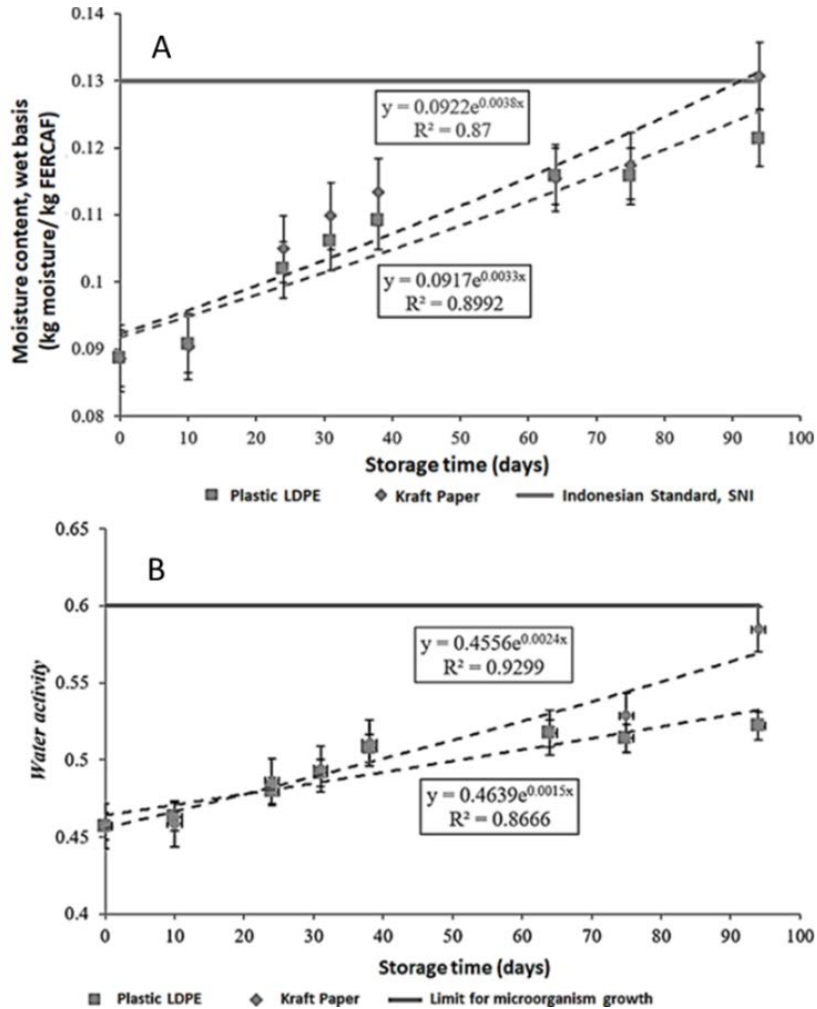 A
Moisture content, wet basis
(kg moisture/ kg FERCAF)
0.14
0.13
0.12
0.11
0.1
0.09
0.08
y = 0.0922e^0.0038x
R² = 0.87
y = 0.0917e^0.0033x
R² = 0.8992
0 10 20 30 40 50 60 70 80 90 100
Storage time (days)
Plastic LDPE Kraft Paper Indonesian Standard, SNI
B
Water activity
0.65
0.6
0.55
0.5
0.45
0.4
y = 0.4556e^0.0024x
R² = 0.9299
y = 0.4639e^0.0015x
R² = 0.8666
0 10 20 30 40 50 60 70 80 90 100
Storage time (days)
Plastic LDPE Kraft Paper Limit for microorganism growth